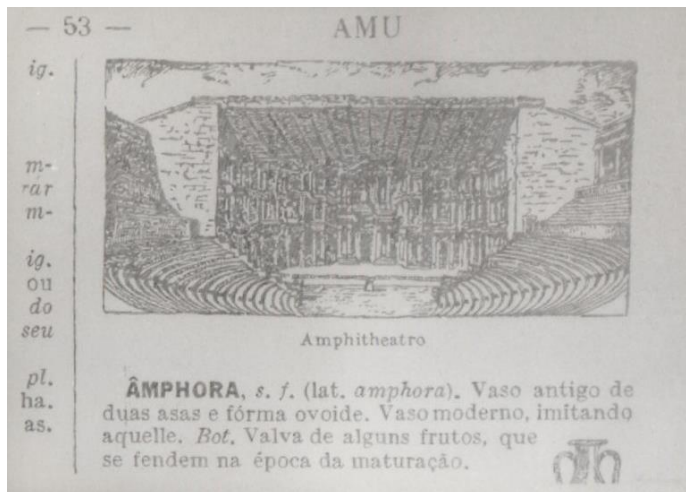 — 53 —
AMU
ig.
m-
rár
m-
ig.
ou
do
seu
pl.
ha.
as.
Amphitheatro
ÂMPHORA, s. f. (lat. amphora). Vaso antigo de
duas asas e fórma ovoide. Vaso moderno, imitando
aquelle. Bot. Valva de alguns frutos, que
se fendem na época da maturação.